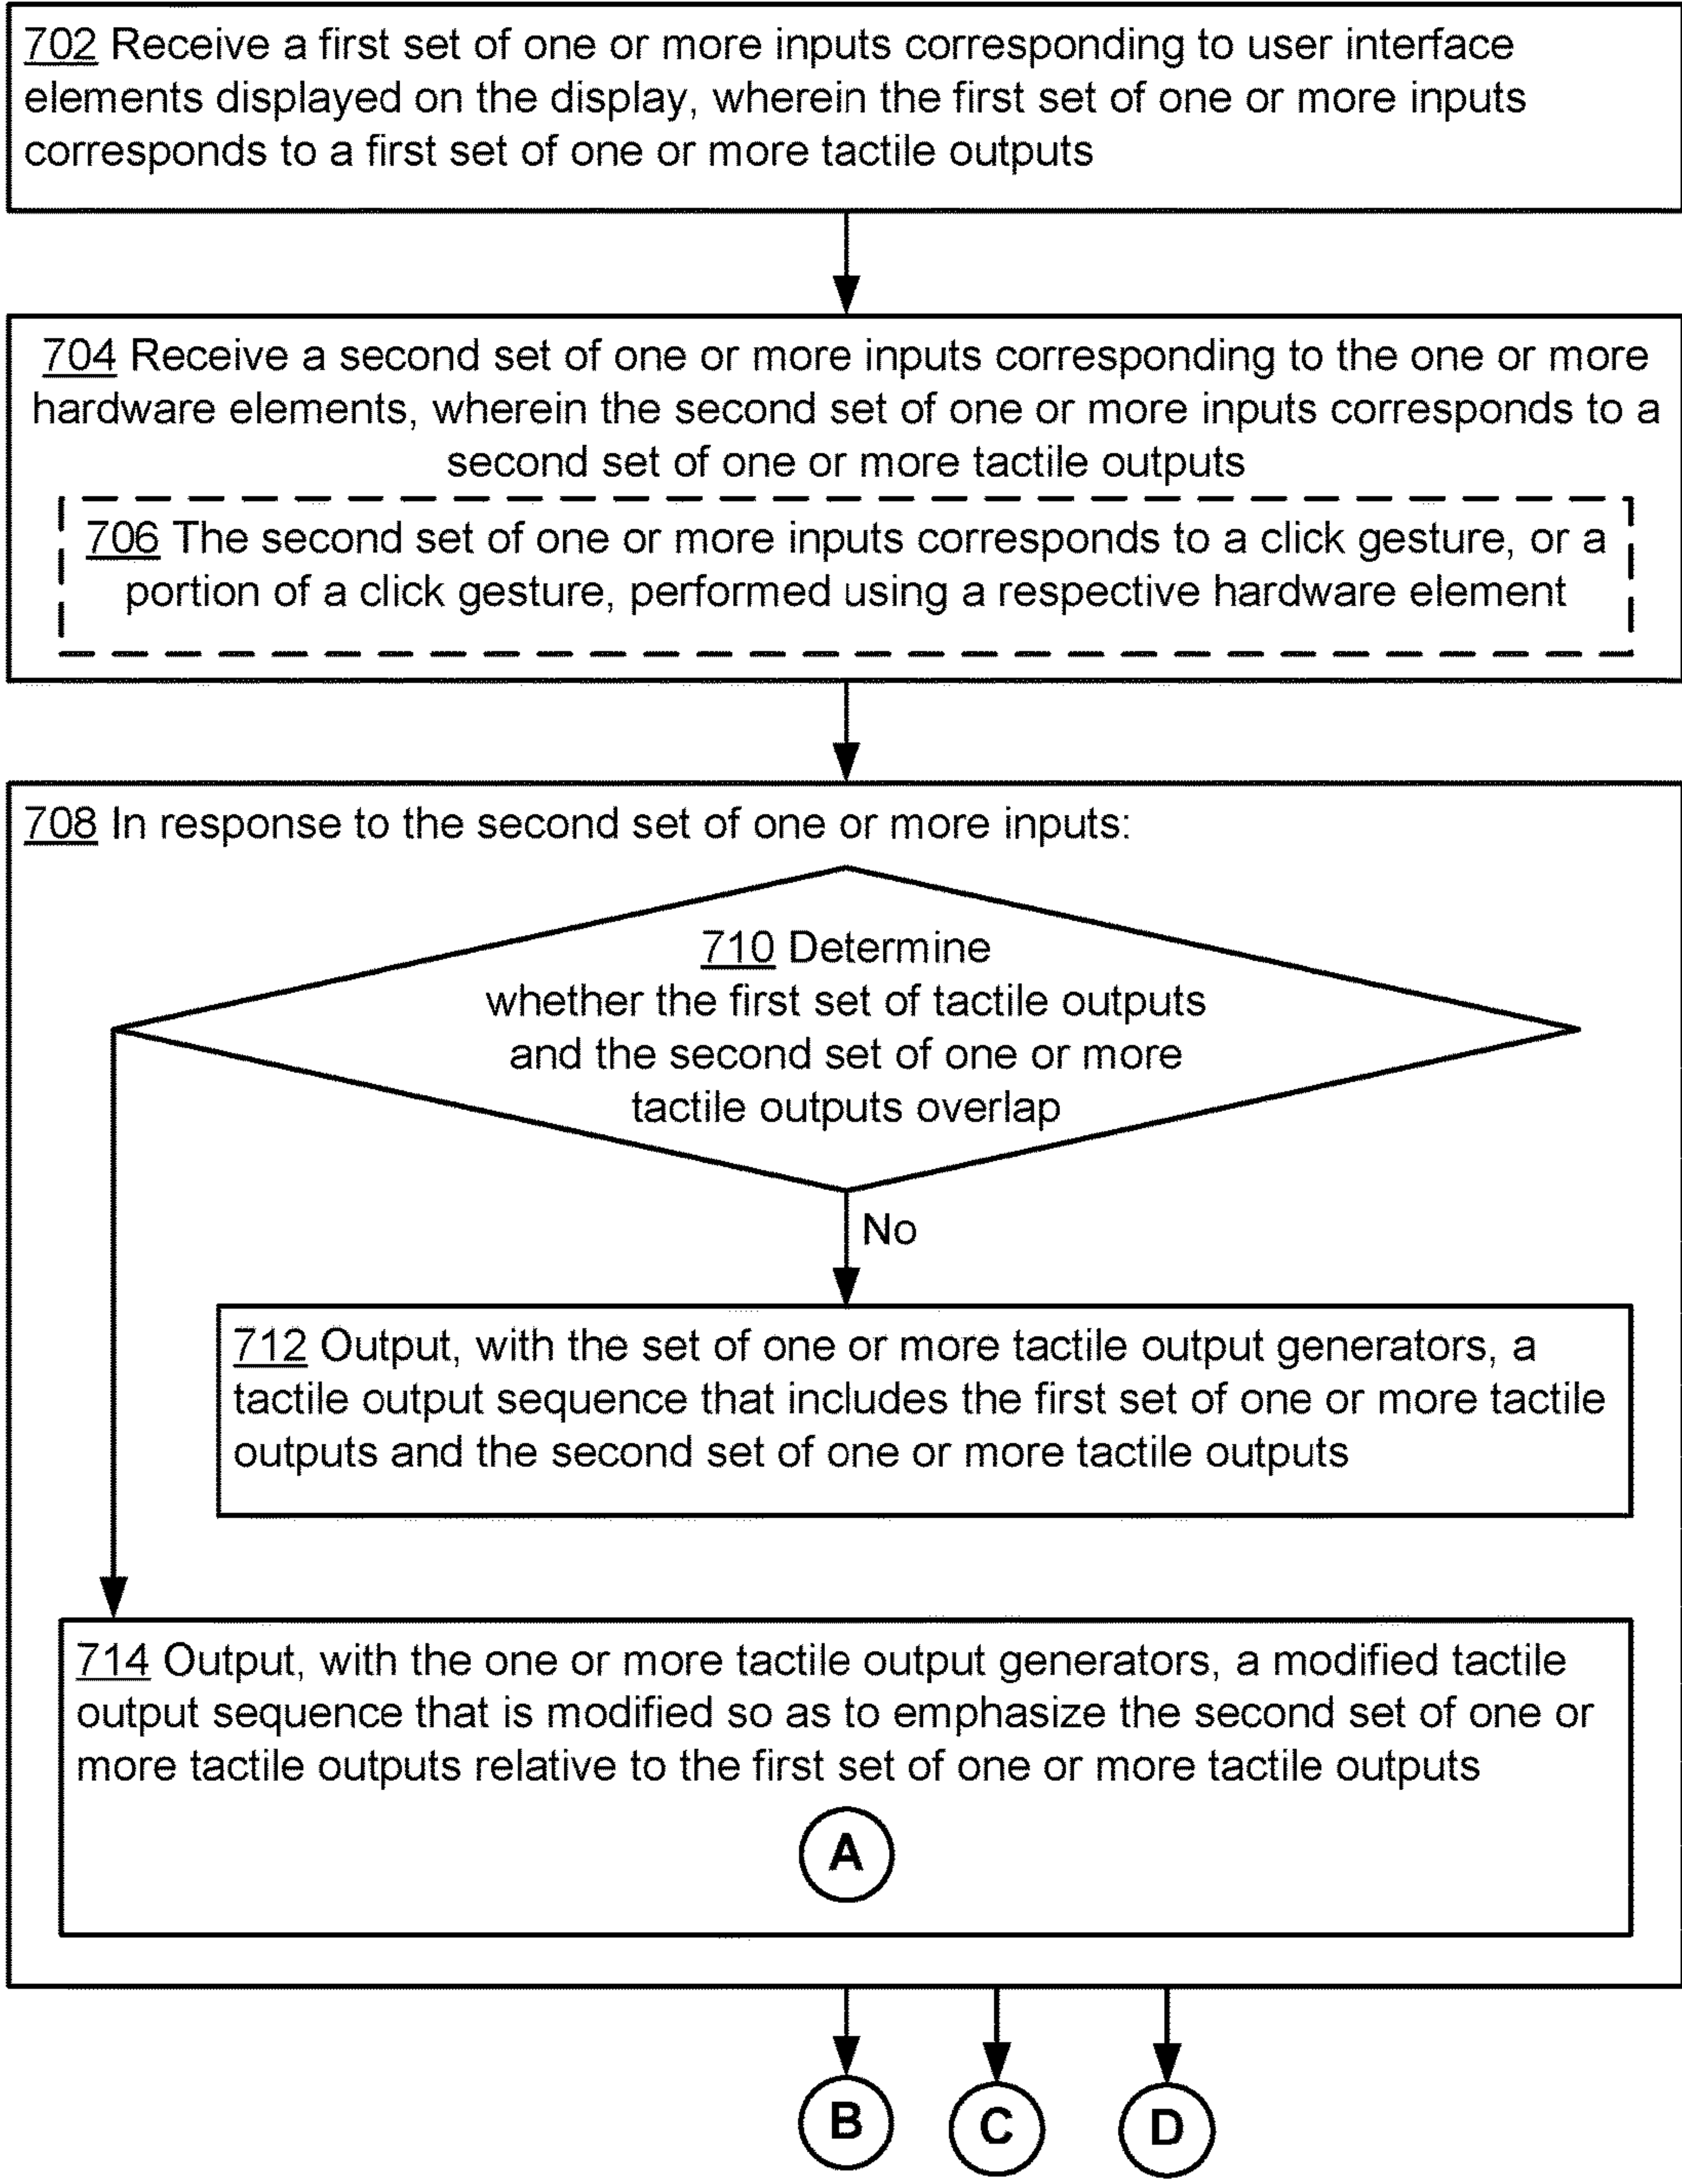 702 Receive a first set of one or more inputs corresponding to user interface
elements displayed on the display, wherein the first set of one or more inputs
corresponds to a first set of one or more tactile outputs
704 Receive a second set of one or more inputs corresponding to the one or more
hardware elements, wherein the second set of one or more inputs corresponds to a
second set of one or more tactile outputs
706 The second set of one or more inputs corresponds to a click gesture, or a
portion of a click gesture, performed using a respective hardware element
708 In response to the second set of one or more inputs:
710 Determine
whether the first set of tactile outputs
and the second set of one or more
tactile outputs overlap
No
712 Output, with the set of one or more tactile output generators, a
tactile output sequence that includes the first set of one or more tactile
outputs and the second set of one or more tactile outputs
714 Output, with the one or more tactile output generators, a modified tactile
output sequence that is modified so as to emphasize the second set of one or
more tactile outputs relative to the first set of one or more tactile outputs
A
B
C
D